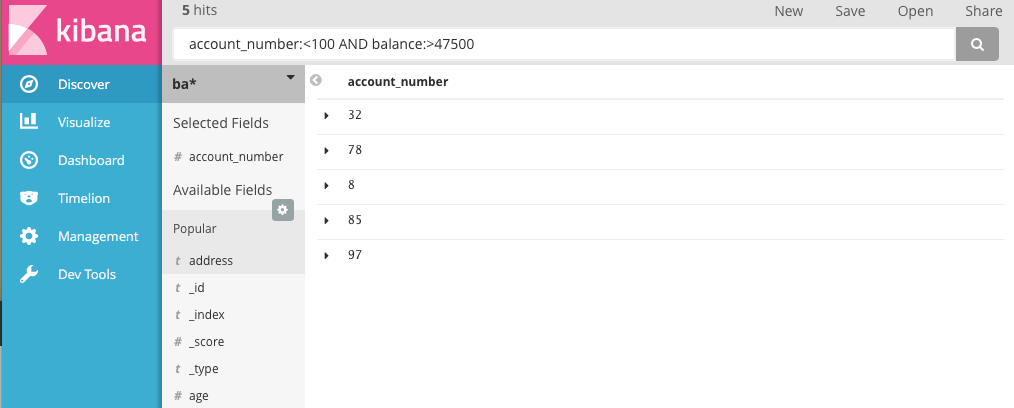 kibana
5 hits
New Save Open Share
account_number:<100 AND balance:>47500
Discover
Visualize
Dashboard
Timelion
Management
Dev Tools
ba*
Selected Fields
# account_number
Available Fields
Popular
t address
t _id
t _index
# _score
t _type
# age
account_number
32
78
8
85
97